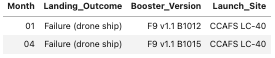 Month Landing_Outcome Booster_Version Launch_Site
01 Failure (drone ship) F9 v1.1 B1012 CCAFS LC-40
04 Failure (drone ship) F9 v1.1 B1015 CCAFS LC-40